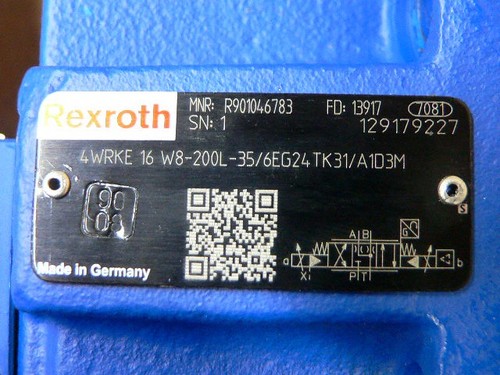 Rexroth
MNR: R901046783 FD: 13917 7081
SN: 1 129179227
4WRKE 16 W8-200L-35/6EG24TK31/A1D3M
90
Made in Germany
A B
a b
X P T
S